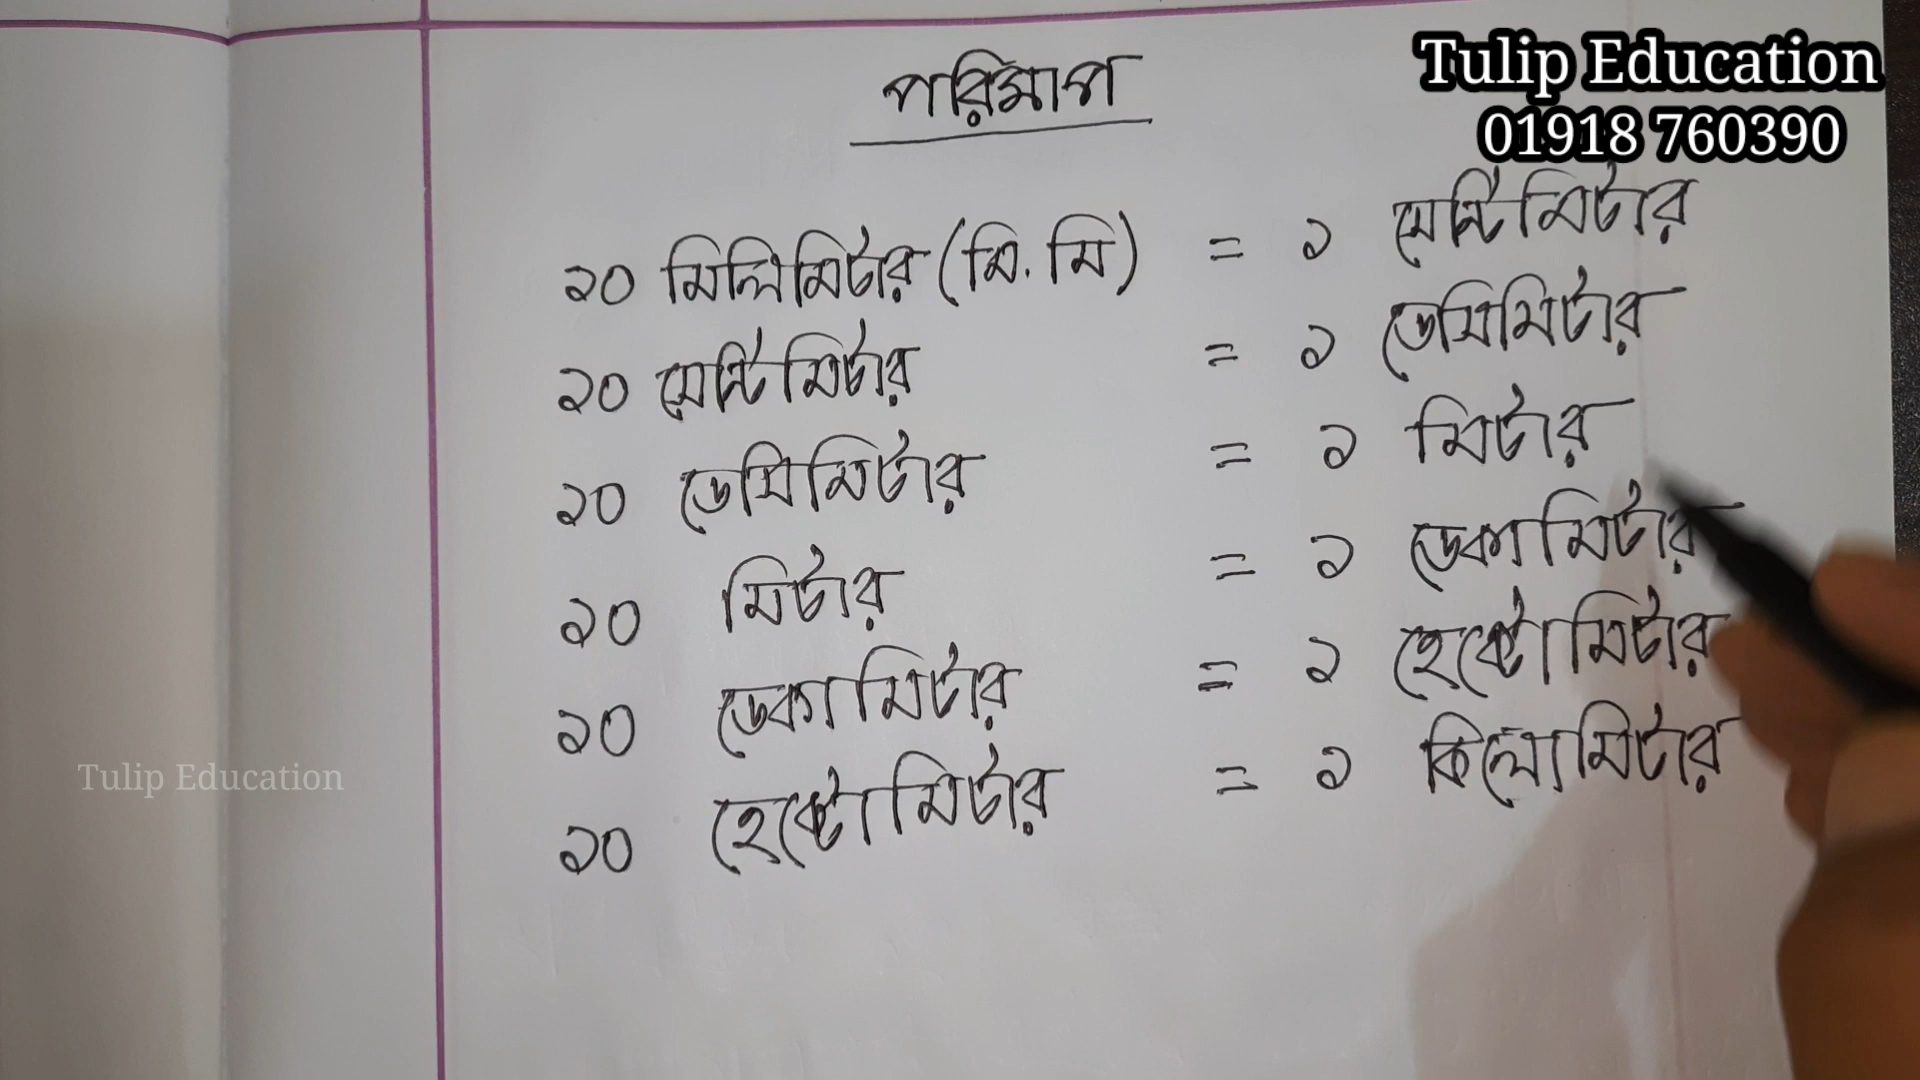 Tulip Education
01918 760390
পরিমাপ
১০ মিলিমিটার (মি. মি) = ১ সেন্টিমিটার
১০ সেন্টিমিটার = ১ ডেসিমিটার
১০ ডেসিমিটার = ১ মিটার
১০ মিটার = ১ ডেকামিটার
১০ ডেকামিটার = ১ হেক্টোমিটার
১০ হেক্টোমিটার = ১ কিলোমিটার
Tulip Education